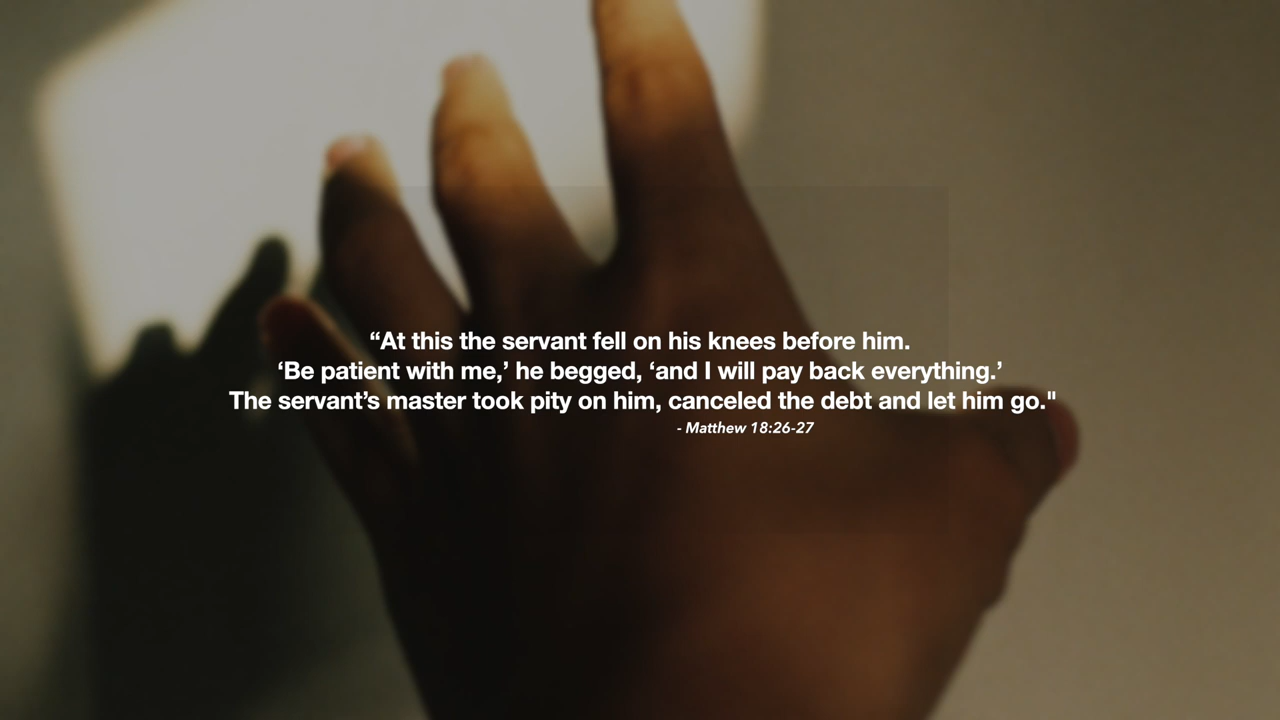 “At this the servant fell on his knees before him.
‘Be patient with me,’ he begged, ‘and I will pay back everything.’
The servant’s master took pity on him, canceled the debt and let him go."
- Matthew 18:26-27